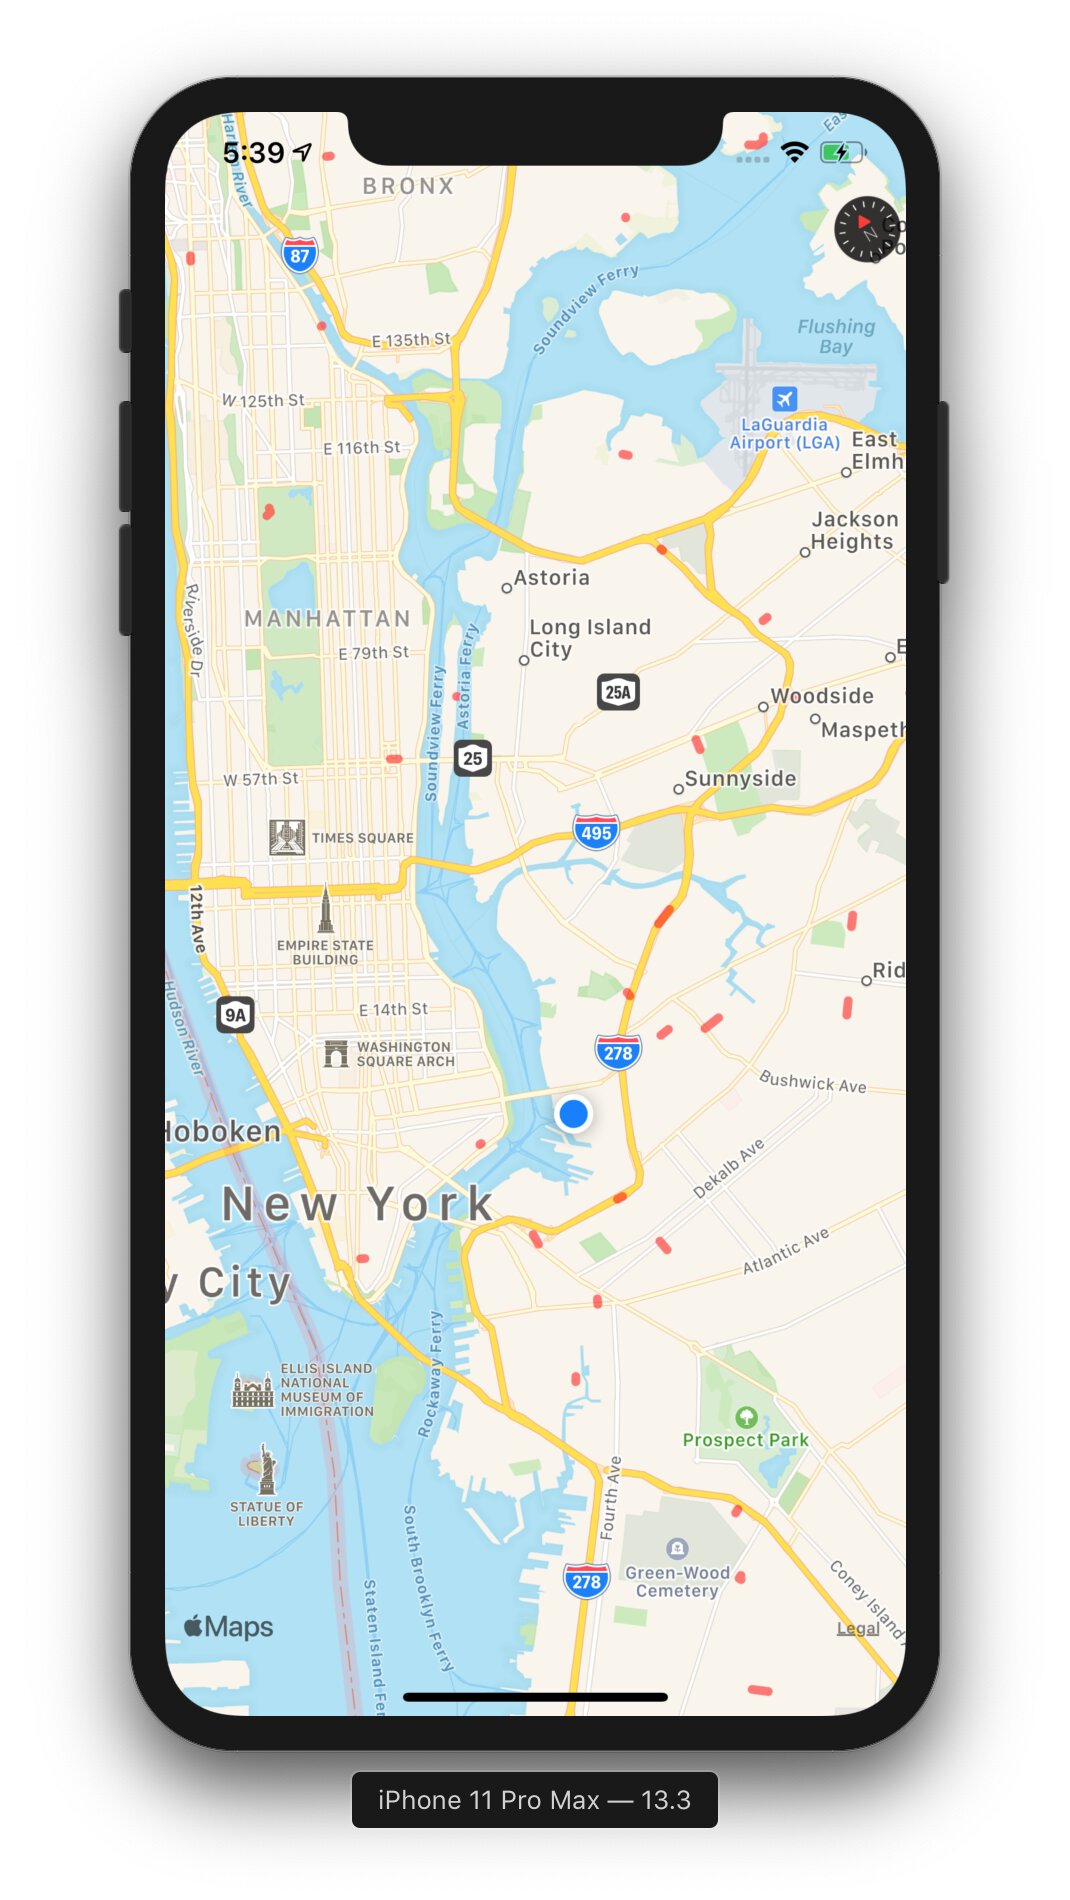 5:39
Harlem River
BRONX
87
Soundview Ferry
Flushing
Bay
E 135th St
W 125th St
LaGuardia
Airport (LGA)
East
Elmh
E 116th St
Jackson
Heights
Astoria
Riverside Dr
MANHATTAN
Long Island
City
E 79th St
25A
Woodside
Maspeth
Soundview Ferry
Astoria Ferry
25
W 57th St
Sunnyside
TIMES SQUARE
495
12th Ave
EMPIRE STATE
BUILDING
Rid
Hudson River
9A
E 14th St
WASHINGTON
SQUARE ARCH
278
Bushwick Ave
Hoboken
Dekalb Ave
New York
Atlantic Ave
y City
Rockaway Ferry
ELLIS ISLAND
NATIONAL
MUSEUM OF
IMMIGRATION
Prospect Park
STATUE OF
LIBERTY
Fourth Ave
South Brooklyn Ferry
Green-Wood
Cemetery
278
Coney Island
Staten Island Fer
Maps
Legal
iPhone 11 Pro Max — 13.3